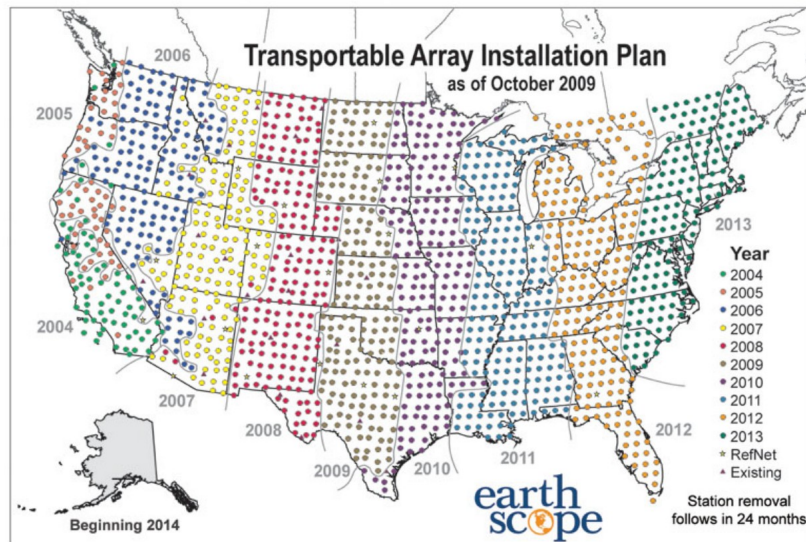 Transportable Array Installation Plan
as of October 2009
2006
2005
2004
2007
2008
2009
2010
2011
2012
2013
Year
2004
2005
2006
2007
2008
2009
2010
2011
2012
2013
RefNet
Existing
Station removal
follows in 24 months
Beginning 2014
earth
scope